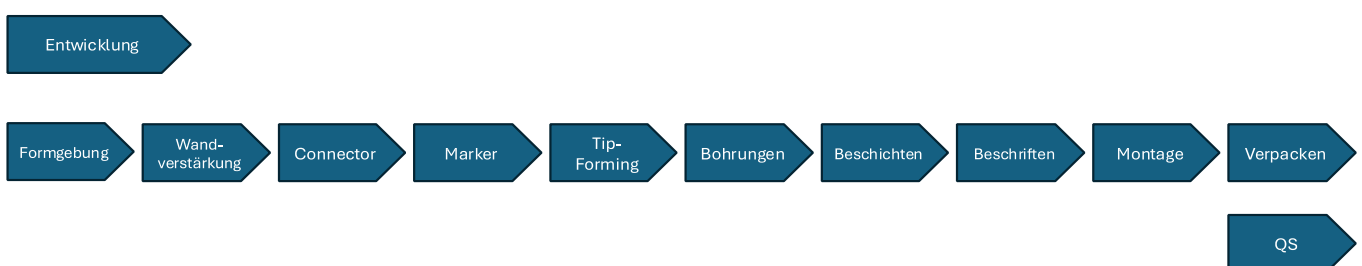 Entwicklung
Formgebung
Wand-
verstärkung
Connector
Marker
Tip-
Forming
Bohrungen
Beschichten
Beschriften
Montage
Verpacken
QS